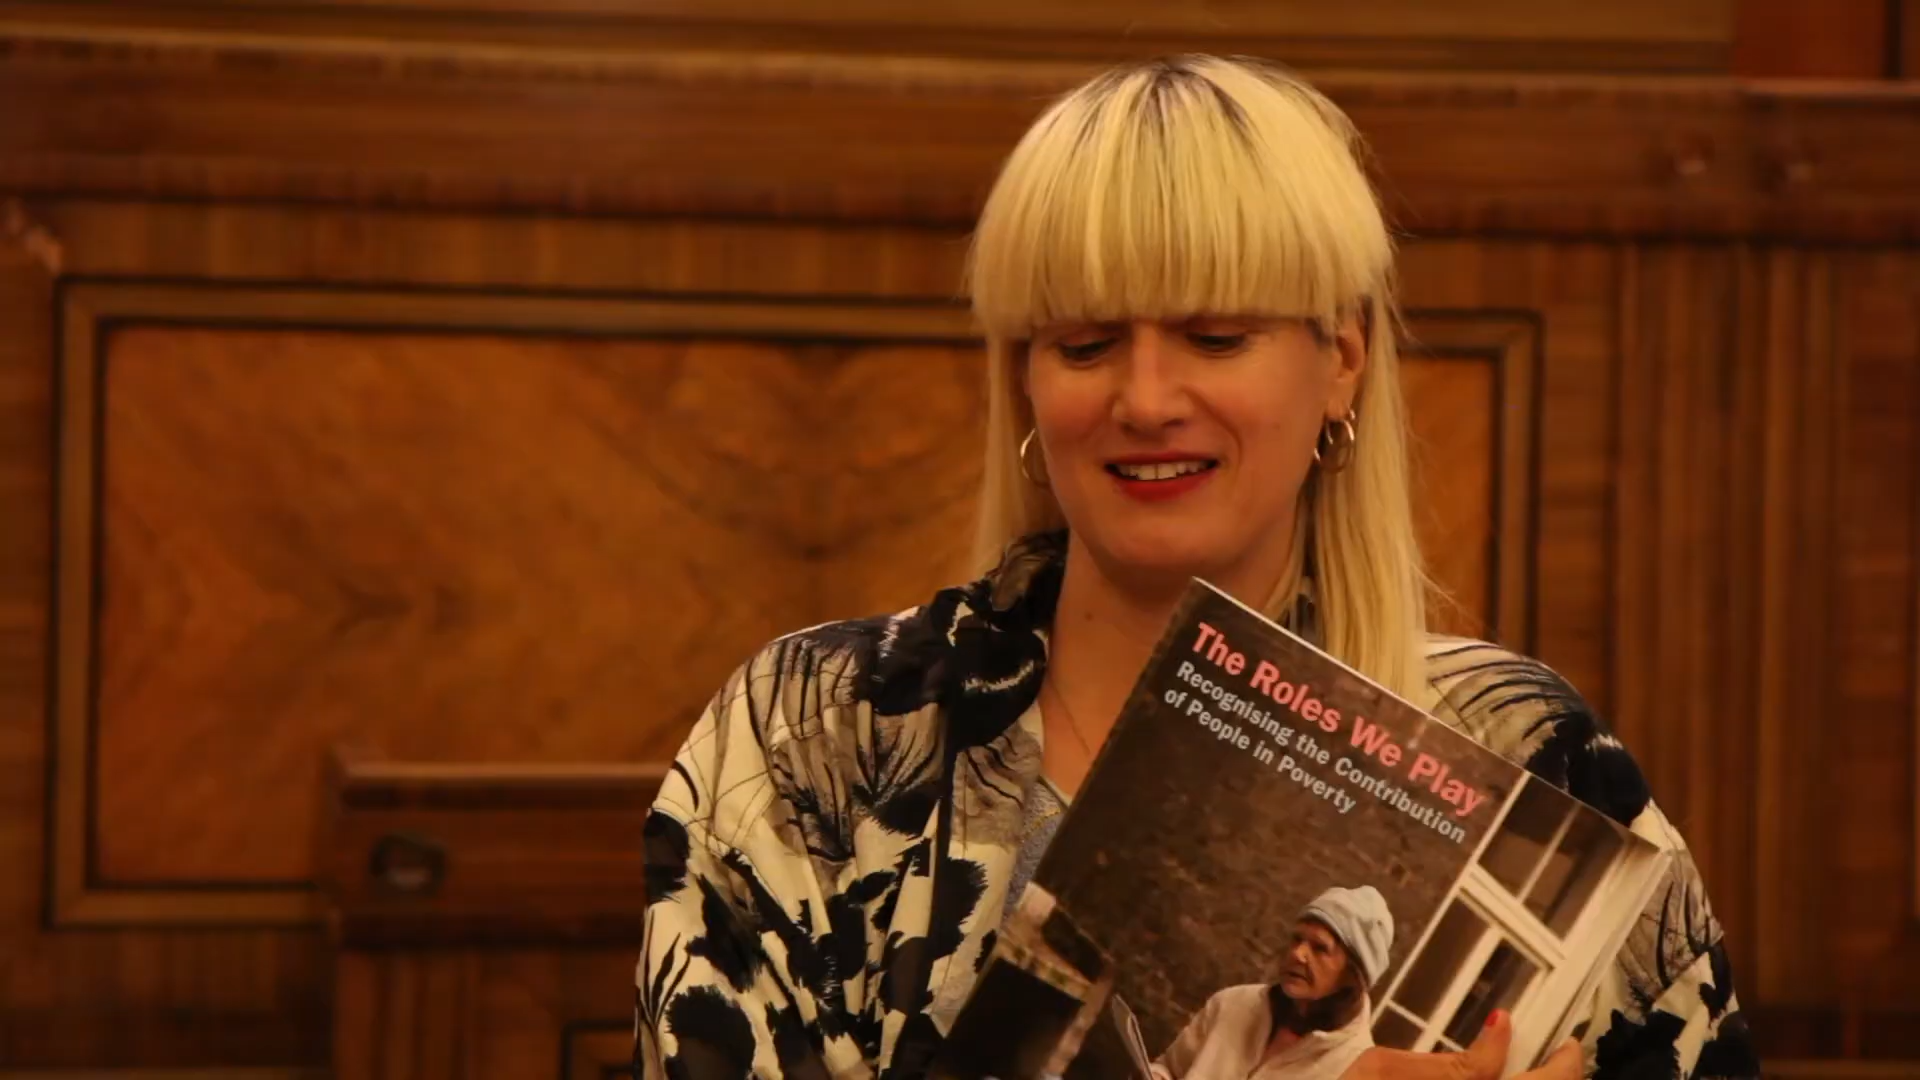 The Roles We Play
Recognising the Contribution
of People in Poverty